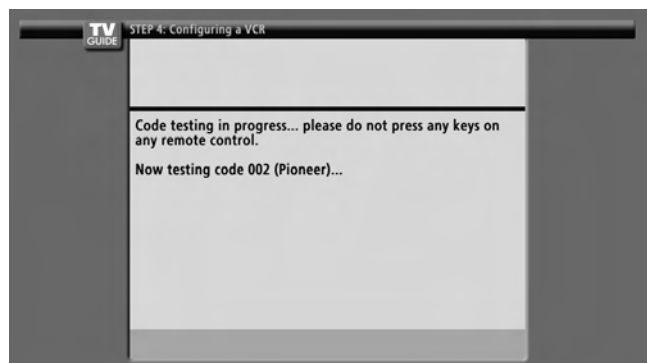 TV
GUIDE
STEP 4: Configuring a VCR
Code testing in progress... please do not press any keys on
any remote control.
Now testing code 002 (Pioneer)...